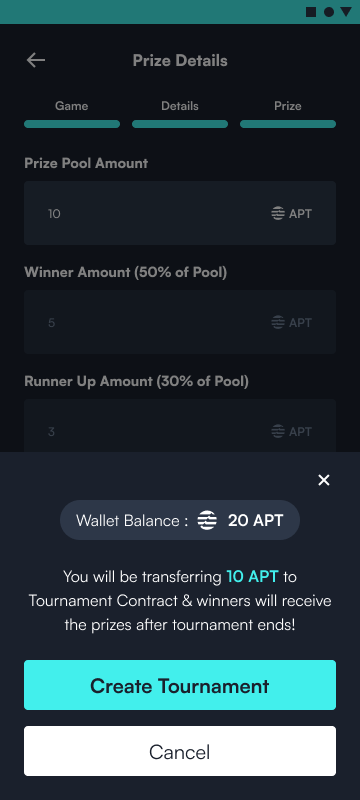 Prize Details
Game Details Prize
Prize Pool Amount
10 APT
Winner Amount (50% of Pool)
5 APT
Runner Up Amount (30% of Pool)
3 APT
Wallet Balance : 20 APT
You will be transferring 10 APT to
Tournament Contract & winners will receive
the prizes after tournament ends!
Create Tournament
Cancel